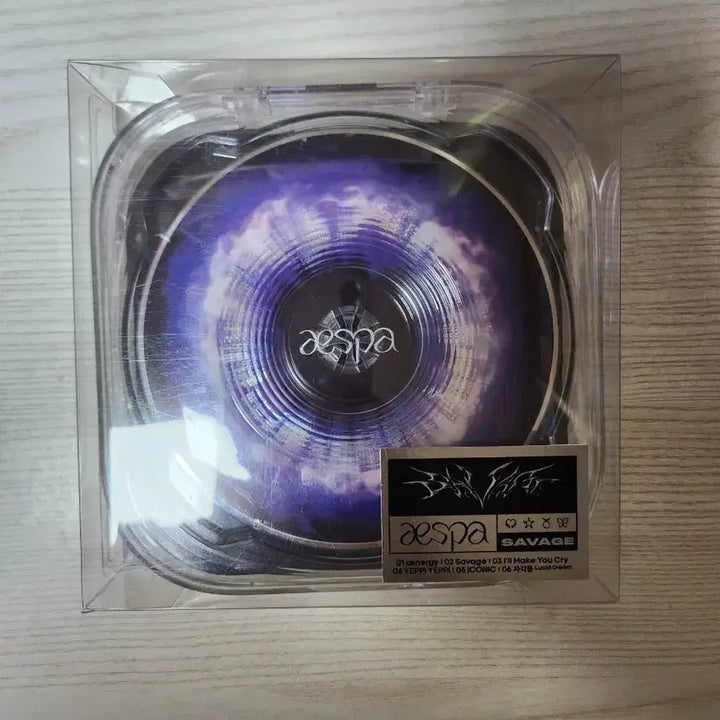 æspa
æspa
SAVAGE
01 ænergy | 02 Savage | 03 I'll Make You Cry
04 YEPPI YEPPI | 05 ICONIC | 06 자각몽 Lucid Dream